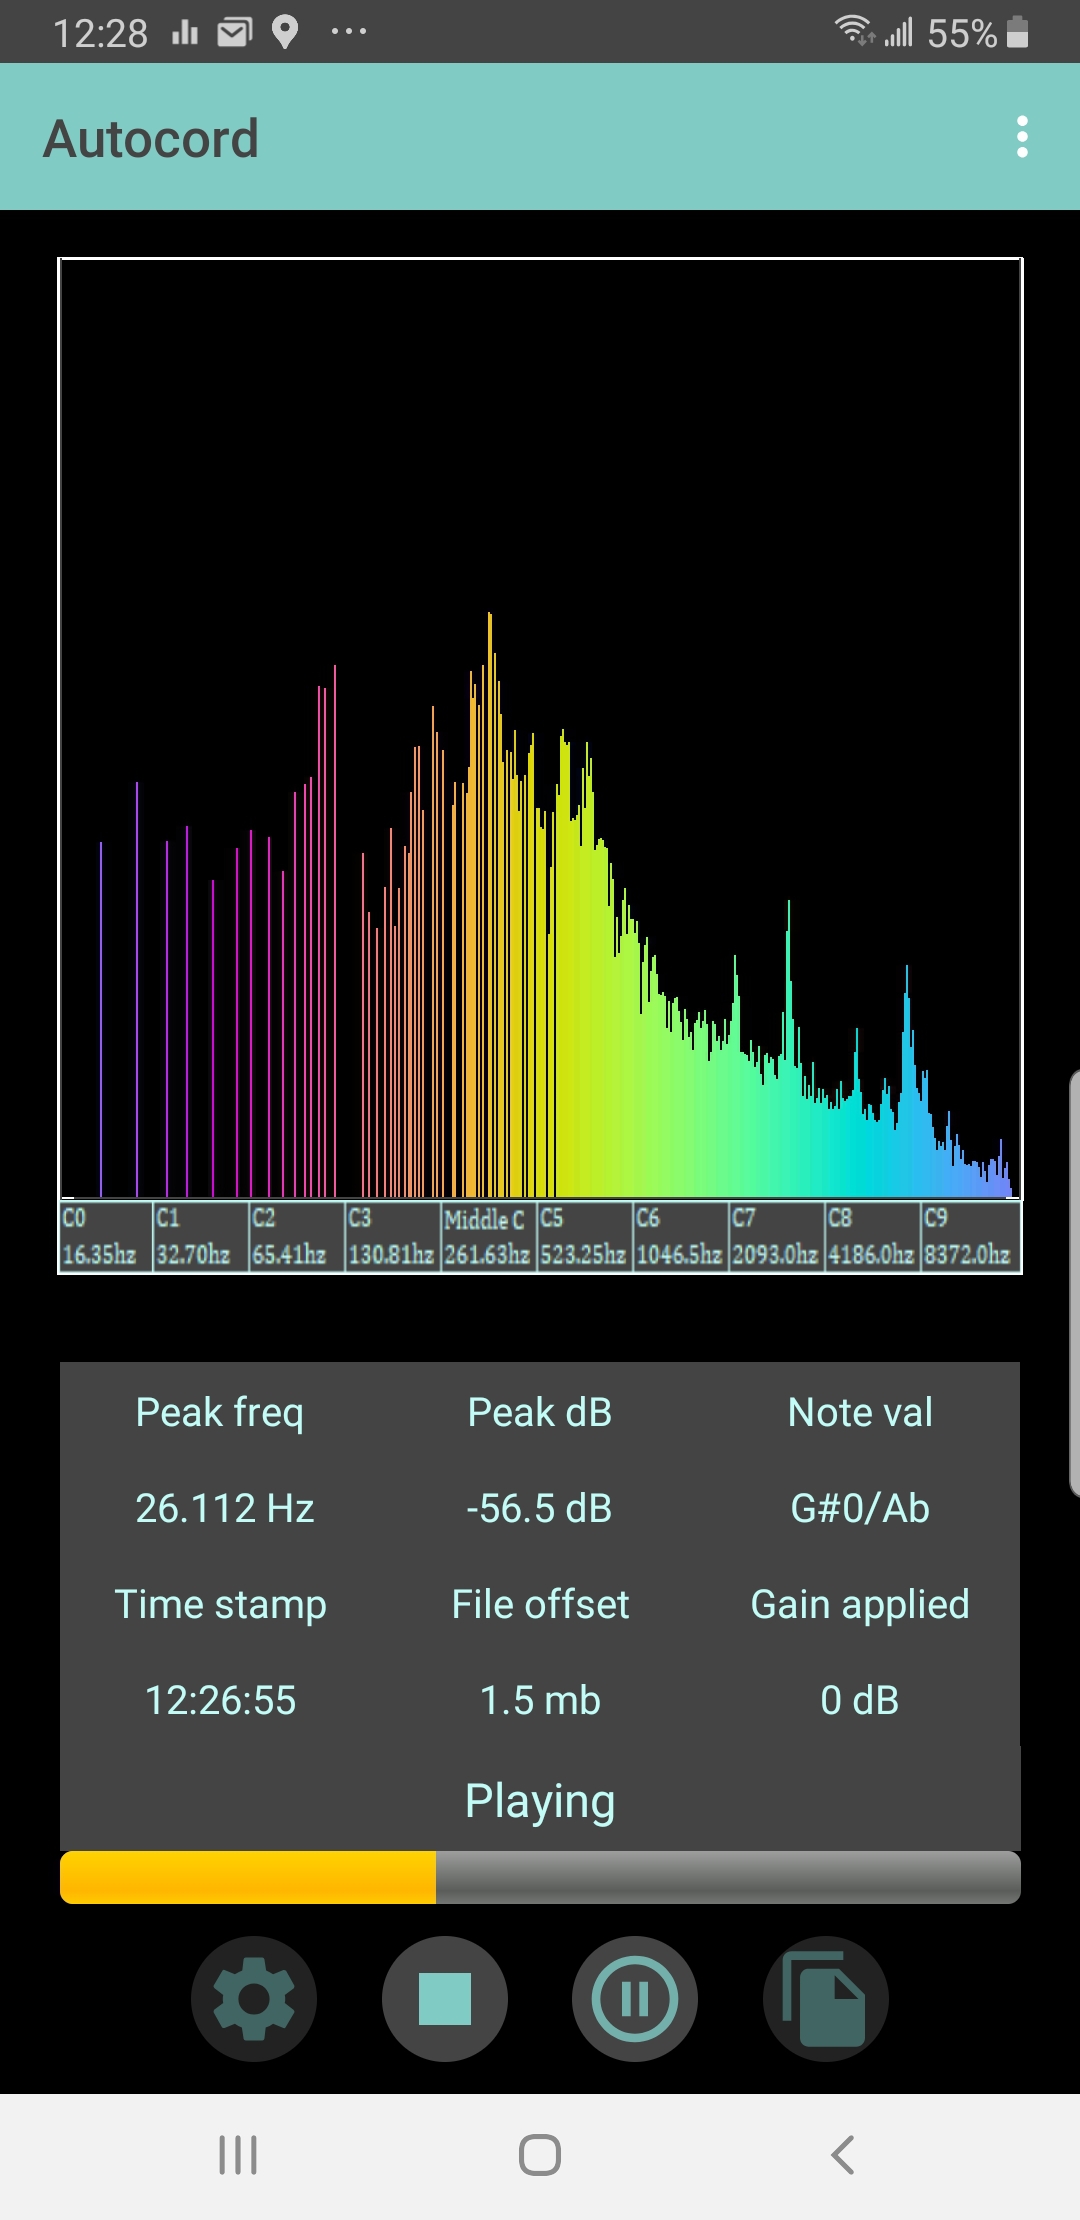 12:28 55%
Autocord
C0 C1 C2 C3 Middle C C5 C6 C7 C8 C9
16.35hz 32.70hz 65.41hz 130.81hz 261.63hz 523.25hz 1046.5hz 2093.0hz 4186.0hz 8372.0hz
Peak freq Peak dB Note val
26.112 Hz -56.5 dB G#0/Ab
Time stamp File offset Gain applied
12:26:55 1.5 mb 0 dB
Playing